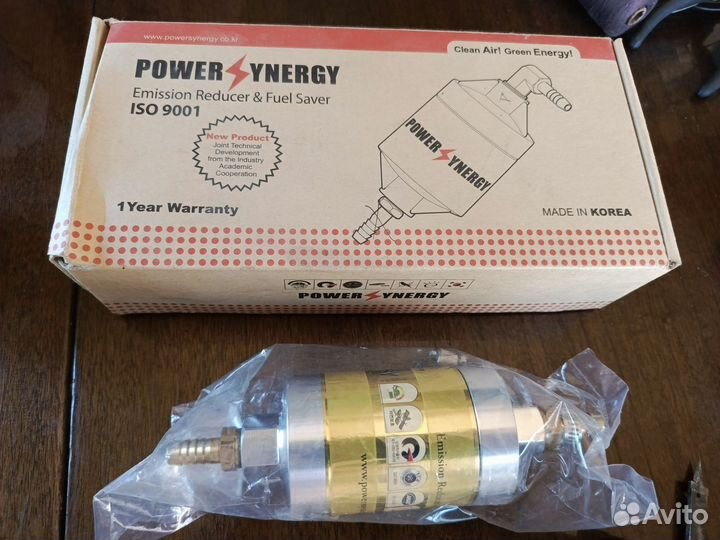 www.powersynergy.co.kr
POWER SYNERGY
Emission Reducer & Fuel Saver
ISO 9001
New Product
Joint Technical
Development
from the Industry
Academic
Cooperation
1Year Warranty
Clean Air! Green Energy!
POWER SYNERGY
MADE IN KOREA
POWER SYNERGY
Emission
www.power
Avito